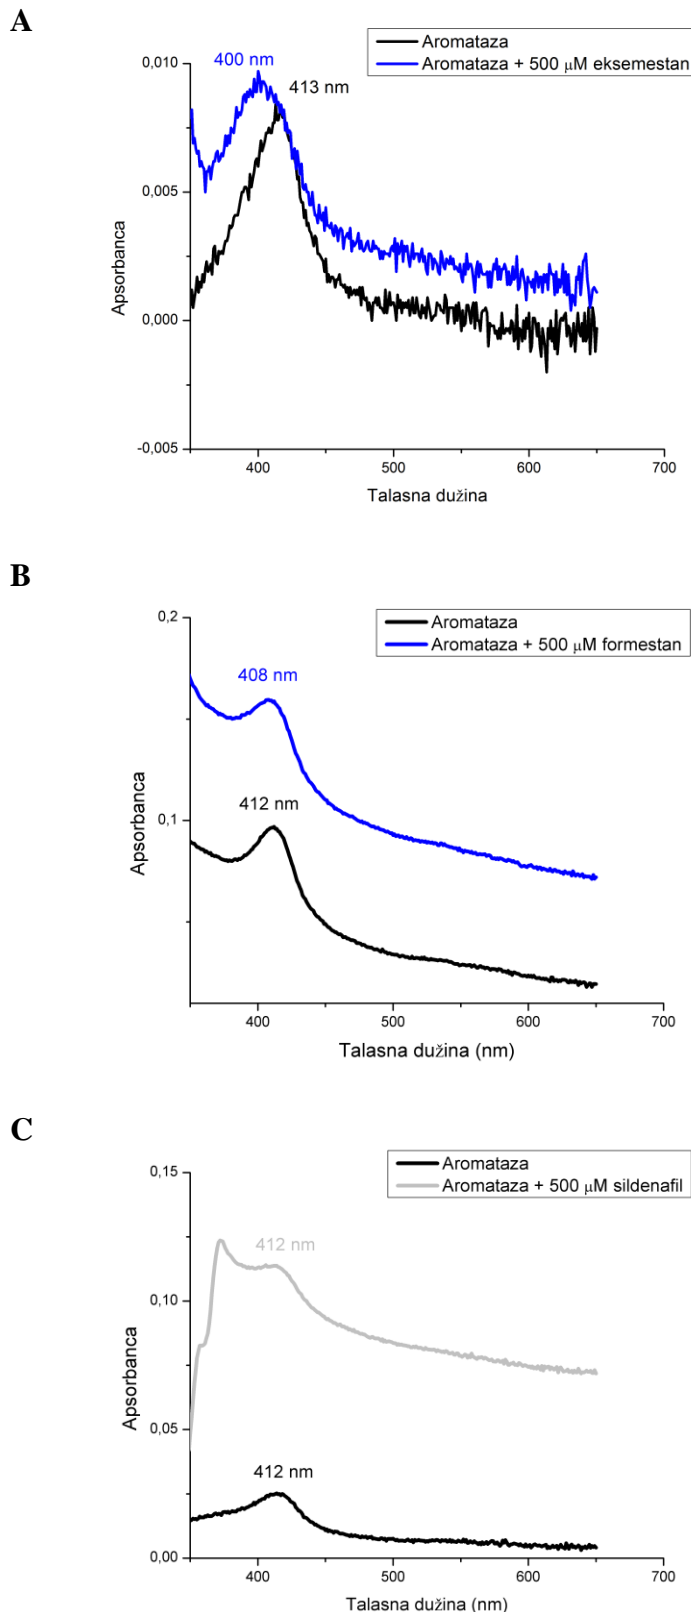 A
Aromataza
Aromataza + 500 μM eksemestan
400 nm
413 nm
0,010
0,005
0,000
-0,005
Apsorbanca
400
500
600
700
Talasna dužina
B
Aromataza
Aromataza + 500 μM formestan
0,2
408 nm
412 nm
0,1
Apsorbanca
400
500
600
700
Talasna dužina (nm)
C
Aromataza
Aromataza + 500 μM sildenafil
0,15
412 nm
0,10
0,05
412 nm
0,00
Apsorbanca
400
500
600
700
Talasna dužina (nm)